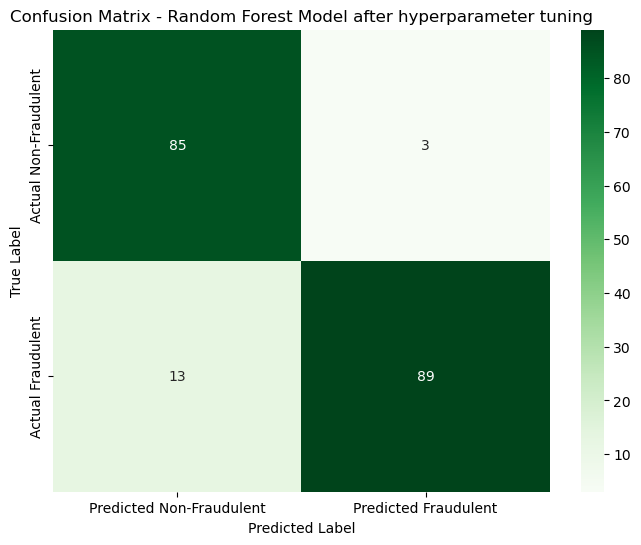 Confusion Matrix - Random Forest Model after hyperparameter tuning
True Label
Actual Non-Fraudulent
Actual Fraudulent
85
3
13
89
Predicted Non-Fraudulent
Predicted Fraudulent
Predicted Label
80
70
60
50
40
30
20
10